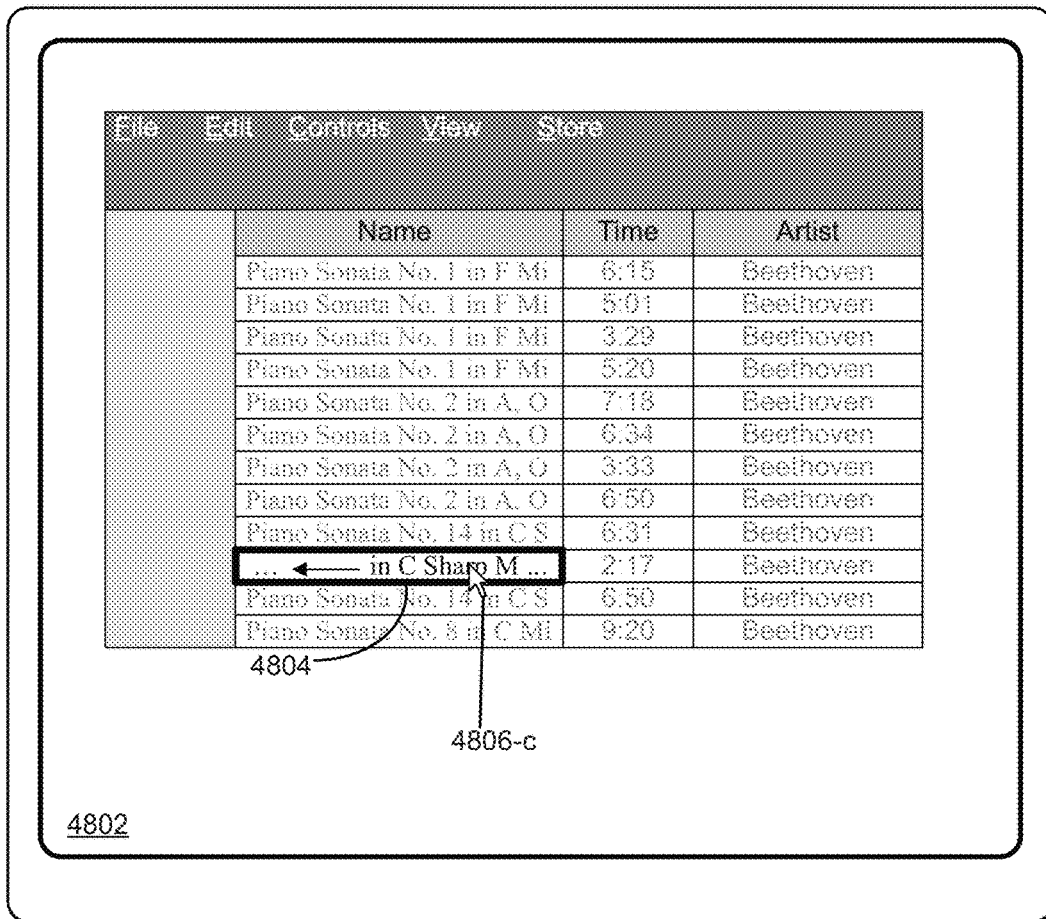 File Edit Controls View Store
Name Time Artist
Piano Sonata No. 1 in F Mi 6:15 Beethoven
Piano Sonata No. 1 in F Mi 5:01 Beethoven
Piano Sonata No. 1 in F Mi 3:29 Beethoven
Piano Sonata No. 1 in F Mi 5:20 Beethoven
Piano Sonata No. 2 in A, O 7:18 Beethoven
Piano Sonata No. 2 in A, O 6:34 Beethoven
Piano Sonata No. 2 in A, O 3:33 Beethoven
Piano Sonata No. 2 in A, O 6:50 Beethoven
Piano Sonata No. 14 in C S 6:31 Beethoven
... ← in C Sharp M ... 2:17 Beethoven
Piano Sonata No. 14 in C S 6:50 Beethoven
Piano Sonata No. 8 in C Mi 9:20 Beethoven
4804
4806-c
4802